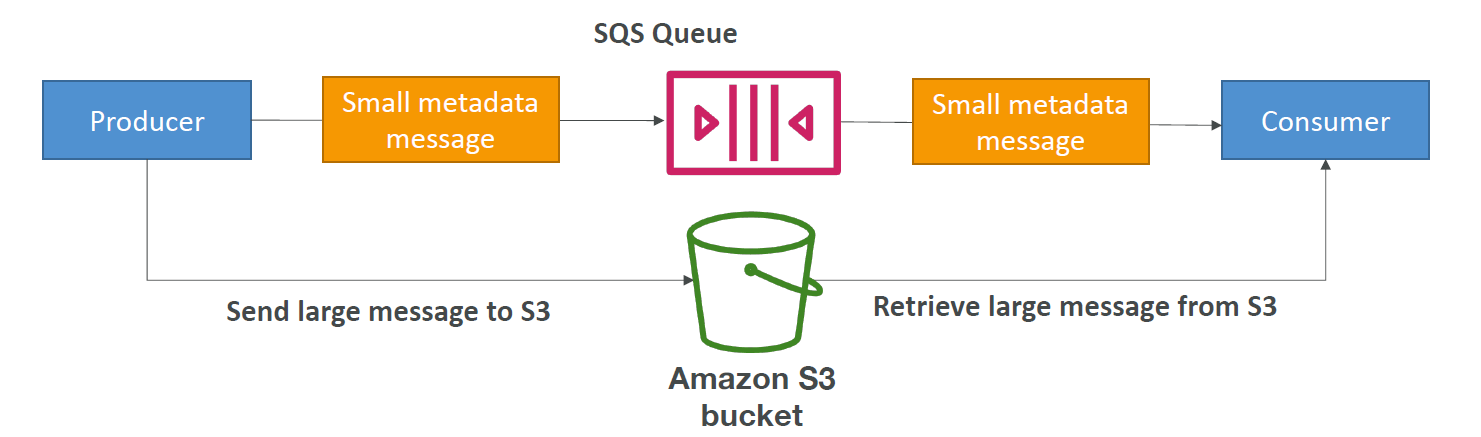 SQS Queue
Producer
Small metadata
message
Small metadata
message
Consumer
Send large message to S3
Retrieve large message from S3
Amazon S3
bucket